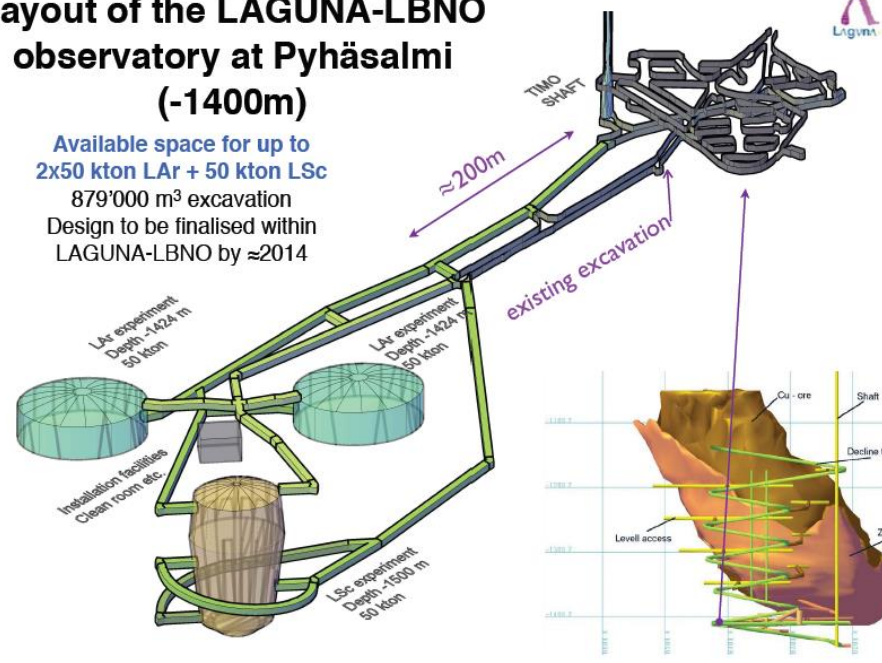 ayout of the LAGUNA-LBNO
observatory at Pyhäsalmi
(-1400m)
Available space for up to
2x50 kton LAr + 50 kton LSc
879'000 m³ excavation
Design to be finalised within
LAGUNA-LBNO by ≈2014
Laguna
TIMO
SHAFT
≈200m
existing excavation
LAr experiment
Depth -1424 m
50 kton
LAr experiment
Depth -1424 m
50 kton
Installation facilities
Clean room etc.
LSc experiment
Depth -1500 m
50 kton
Cu - ore
Shaft
Decline
Levell access
Z